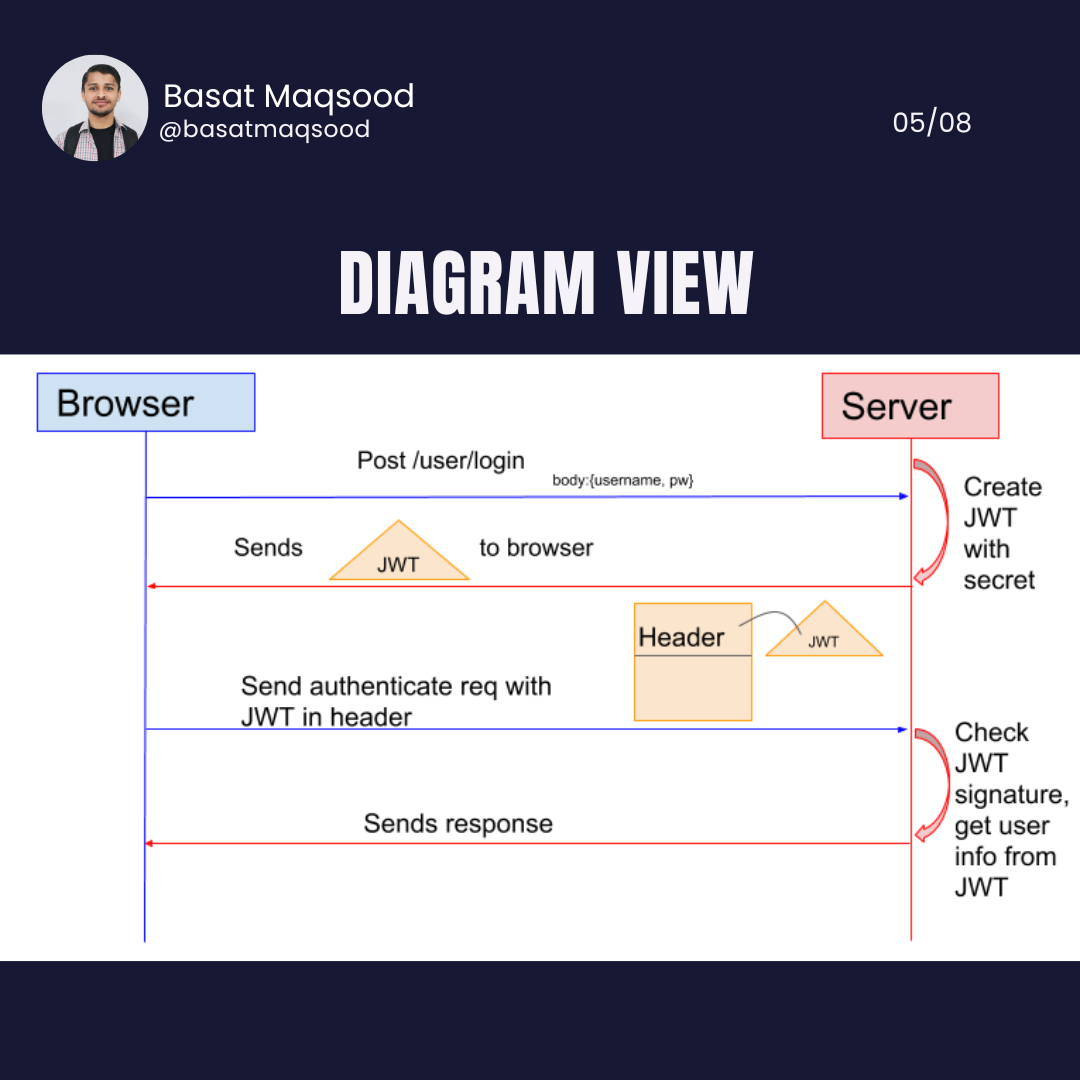 Basat Maqsood
@basatmaqsood
05/08
DIAGRAM VIEW
Browser
Server
Post /user/login
body:{username, pw}
Create
JWT
with
secret
Sends
JWT
to browser
Header
JWT
Send authenticate req with
JWT in header
Check
JWT
signature,
get user
info from
JWT
Sends response